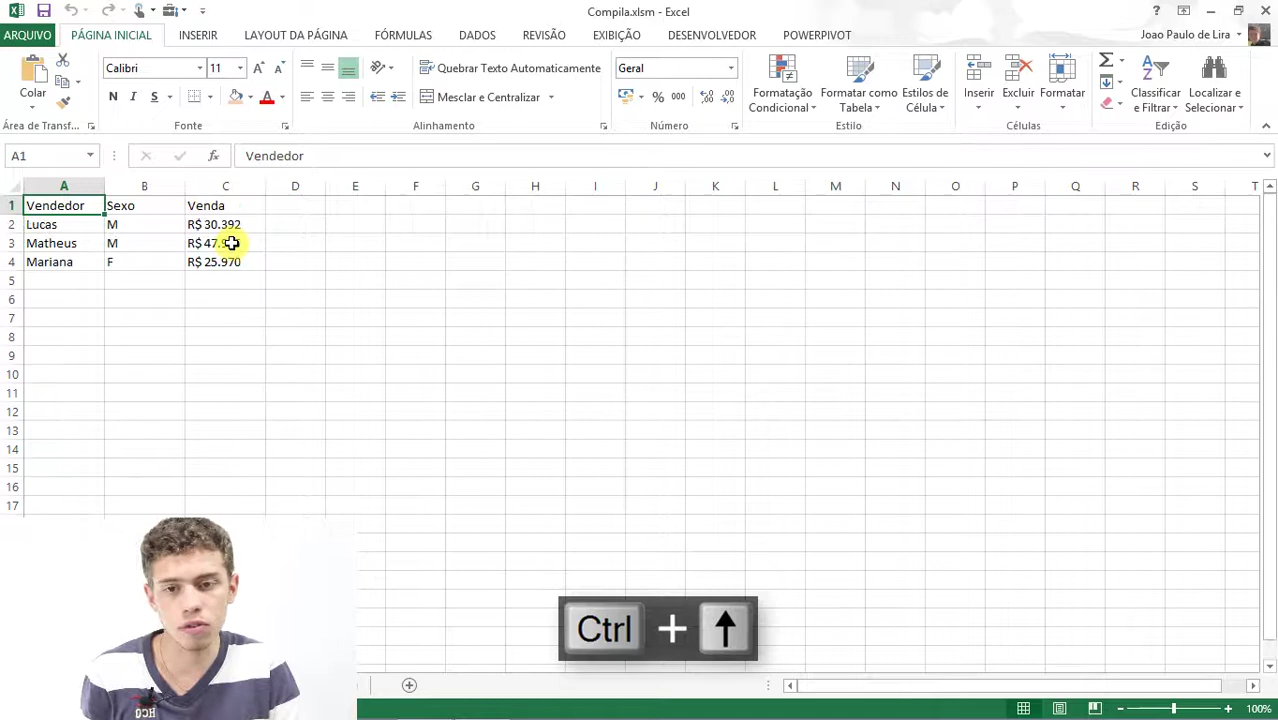 Compila.xlsm - Excel
ARQUIVO PÁGINA INICIAL INSERIR LAYOUT DA PÁGINA FÓRMULAS DADOS REVISÃO EXIBIÇÃO DESENVOLVEDOR POWERPIVOT Joao Paulo de Lira
Colar
Calibri 11
Quebrar Texto Automaticamente
Geral
N I S
Mesclar e Centralizar
% 000
Formatação Condicional
Formatar como Tabela
Estilos de Célula
Inserir Excluir Formatar
Classificar e Filtrar
Localizar e Selecionar
Área de Transf... Fonte Alinhamento Número Estilo Células Edição
A1 fx Vendedor
A B C D E F G H I J K L M N O P Q R S T
1 Vendedor Sexo Venda
2 Lucas M R$ 30.392
3 Matheus M R$
4 Mariana F R$ 25.970
5
6
7
8
9
10
11
12
13
14
15
16
17
Ctrl + ↑
HCO
100%